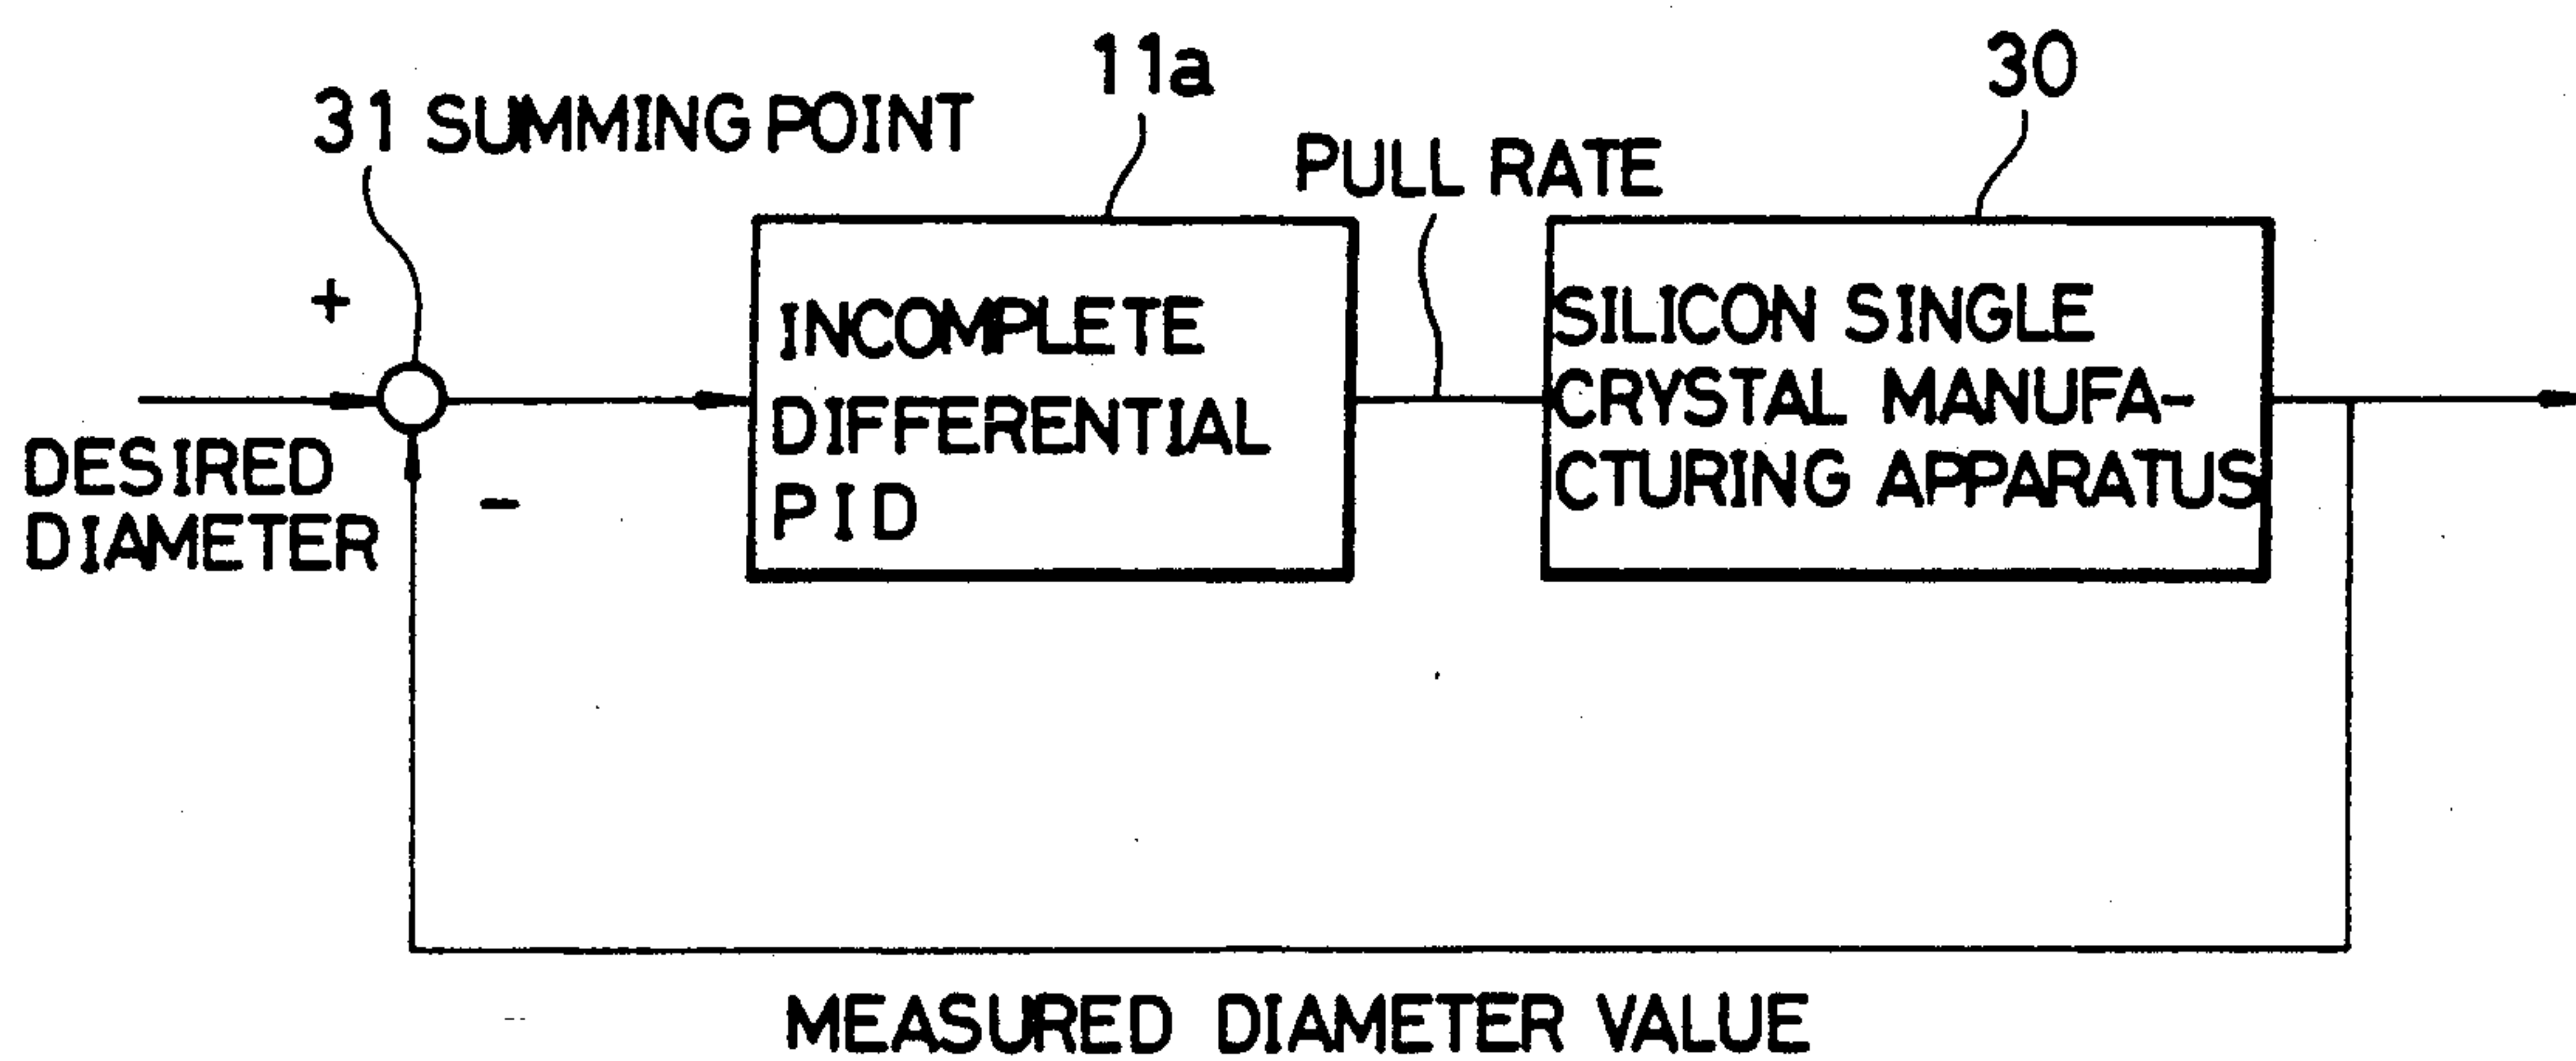 31 SUMMING POINT
11a
30
PULL RATE
+
-
DESIRED
DIAMETER
INCOMPLETE
DIFFERENTIAL
PID
SILICON SINGLE
CRYSTAL MANUFA-
CTURING APPARATUS
MEASURED DIAMETER VALUE